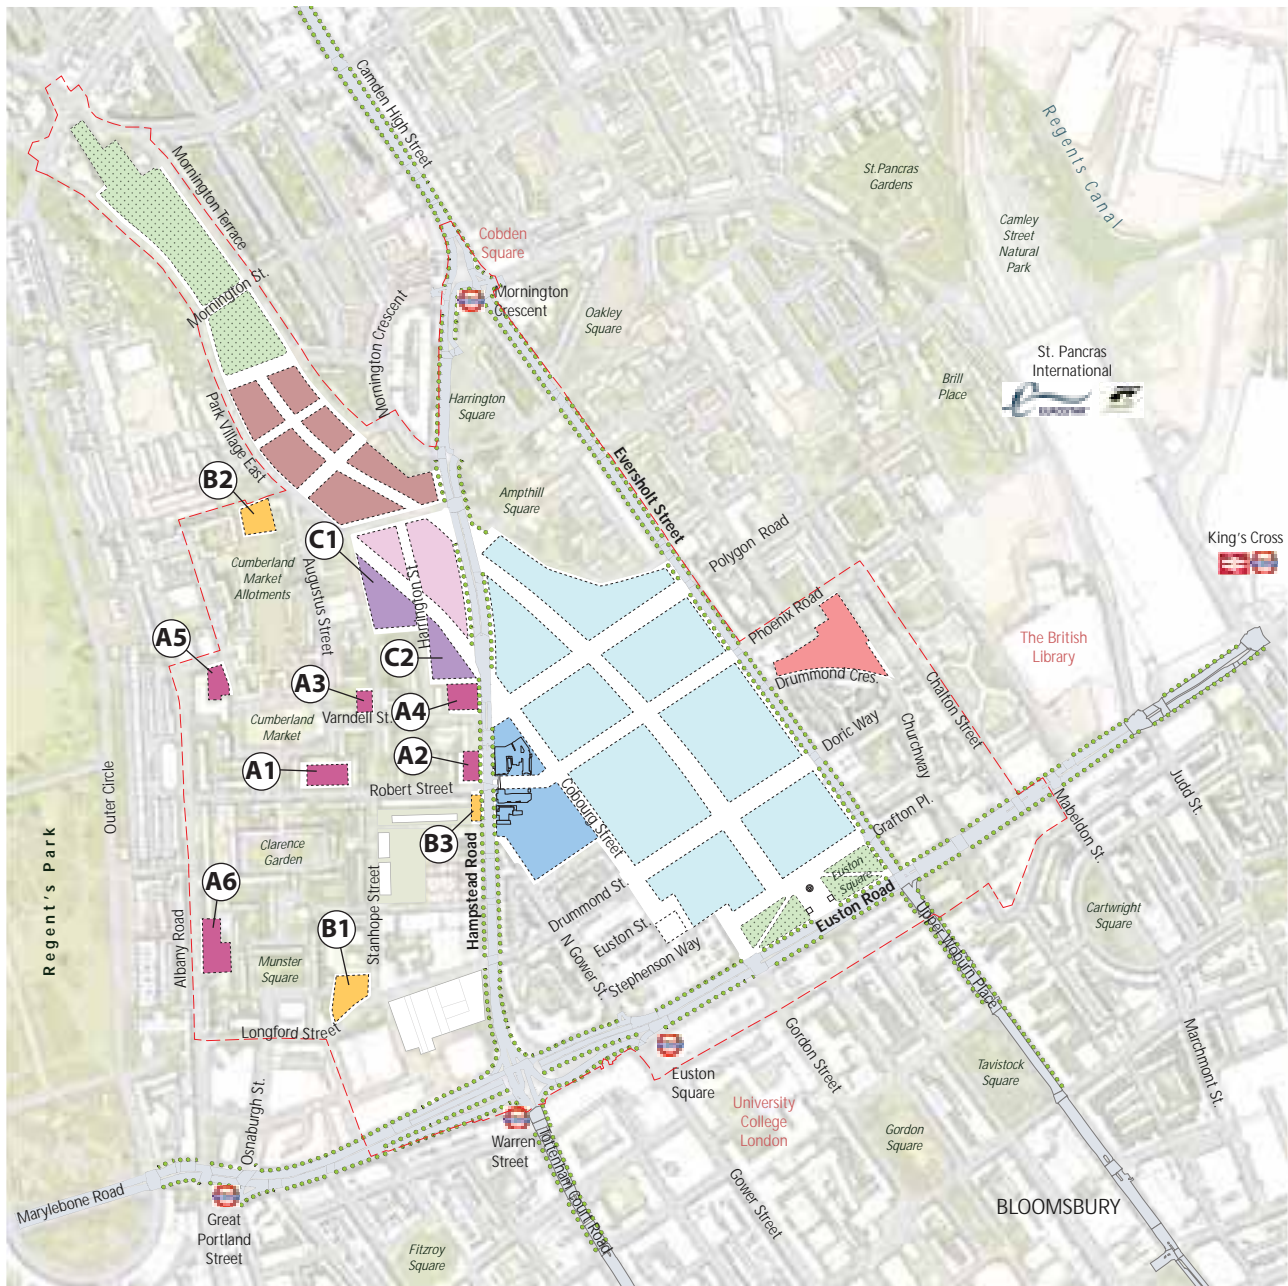 Camden High Street
Regents Canal
St.Pancras
Gardens
Camley
Street
Natural
Park
Mornington Terrace
Cobden
Square
Mornington St.
Mornington
Crescent
Mornington Crescent
Oakley
Square
St. Pancras
International
EUROSTAR
Brill
Place
Harrington
Square
Park Village East
Eversholt Street
B2
Ampthill
Square
Polygon Road
C1
King's Cross
Cumberland
Market
Allotments
Augustus Street
Harrington St.
Phoenix Road
A5
The British
Library
C2
A3
Drummond Cres.
Chalton Street
A4
Varndell St.
Cumberland
Market
Doric Way
Churchway
A2
A1
Robert Street
Outer Circle
Coburg Street
Judd St.
Mabeldon St.
Grafton Pl.
B3
Clarence
Garden
Regent's Park
Hampstead Road
Euston
Square
A6
Stanhope Street
Drummond St.
Euston Road
Cartwright
Square
B1
Euston St.
Albany Road
N Gower St.
Stephenson Way
Upper Woburn Place
Munster
Square
Longford Street
Gordon Street
Marchmont St.
Tavistock
Square
Euston
Square
Osnaburgh St.
University
College
London
Warren
Street
Gordon
Square
Tottenham Court Road
Gower Street
Marylebone Road
BLOOMSBURY
Great
Portland
Street
Fitzroy
Square